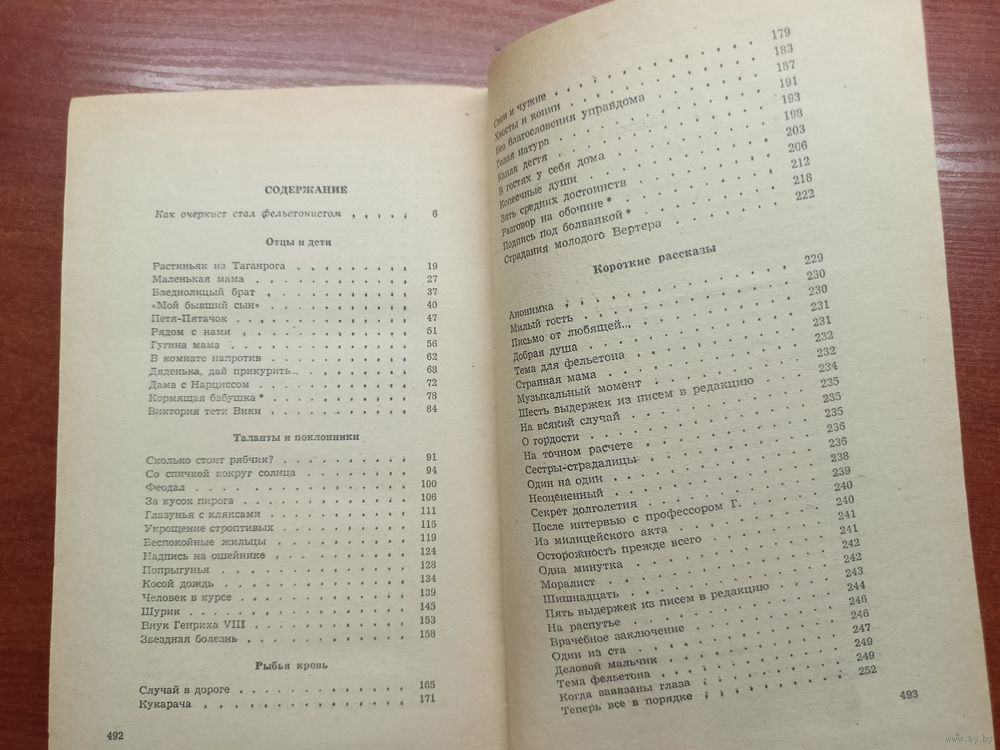 СОДЕРЖАНИЕ
Как очеркист стал фельетонистом , , , , 6
Отцы и дети
Растиньяк из Таганрога . . . . . . . . 19
Маленькая мама . . . . . . . . . . 27
Бледнолицый брат . . . . . . . . . 37
«Мой бывший сын» . . . . . . . . . 40
Петя-Пятачок . . . . . . . . . . 47
Рядом с нами . . . . . . . . . . 51
Гугина мама . . . . . . . . . . 56
В комнате напротив . . . . . . . . . 62
Дяденька, дай прикурить... . . . . . . . 68
Дама с Нарциссом . . . . . . . . . 72
Кормящая бабушка * . . . . . . . . 78
Виктория тети Вики . . . . . . . . . 84
Таланты и поклонники
Сколько стоит рябчик? . . . . . . . . 91
Со спичкой вокруг солнца . . . . . . . 94
Феодал . . . . . . . . . . . . 100
За кусок пирога . . . . . . . . . . 106
Глазунья с кляксами . . . . . . . . 111
Укрощение строптивых . . . . . . . . 115
Беспокойные жильцы . . . . . . . . 119
Надпись на ошейнике . . . . . . . . 124
Попрыгунья . . . . . . . . . . 128
Косой дождь . . . . . . . . . . 134
Человек в курсе . . . . . . . . . . 139
Шурик . . . . . . . . . . . . 145
Внук Генриха VIII . . . . . . . . . 153
Звездная болезнь . . . . . . . . . 158
Рыбья кровь
Случай в дороге . . . . . . . . . . 165
Кукарача . . . . . . . . . . . 171
492
Свои и чужие . . . . . . . . . . 179
Хвосты и копии . . . . . . . . . . 183
Без благословения управдома . . . . . . 187
Голая натура . . . . . . . . . . 191
Капли дегтя . . . . . . . . . . 193
В гостях у себя дома . . . . . . . . 198
Копеечные души . . . . . . . . . 203
Зять средних достоинств . . . . . . . 206
Разговор на обочине * . . . . . . . . 212
Подпись под болванкой * . . . . . . . 218
Страдания молодого Вертера . . . . . . 222
Короткие рассказы
Анонимка . . . . . . . . . . . 229
Милый гость . . . . . . . . . . 230
Письмо от любящей... . . . . . . . . 230
Добрая душа . . . . . . . . . . 231
Тема для фельетона . . . . . . . . . 231
Странная мама . . . . . . . . . . 232
Музыкальный момент . . . . . . . . 232
Шесть выдержек из писем в редакцию . . . . 234
На всякий случай . . . . . . . . . 235
О гордости . . . . . . . . . . . 235
На точном расчете . . . . . . . . . 235
Сестры-страдалицы . . . . . . . . . 236
Один на один . . . . . . . . . . 236
Неоцененный . . . . . . . . . . 238
Секрет долголетия . . . . . . . . . 239
После интервью с профессором Г. . . . . . 240
Из милицейского акта . . . . . . . . 240
Осторожность прежде всего . . . . . . . 241
Одна минутка . . . . . . . . . . 241
Моралист . . . . . . . . . . . 242
Шишнадцать . . . . . . . . . . 242
Пять выдержек из писем в редакцию . . . . 243
На распутье . . . . . . . . . . 244
Врачебное заключение . . . . . . . . 246
Один из ста . . . . . . . . . . 246
Деловой мальчик . . . . . . . . . 247
Тема фельетона . . . . . . . . . . 249
Когда завязаны глаза . . . . . . . . 249
Теперь все в порядке . . . . . . . . 252
493
www.ay.by